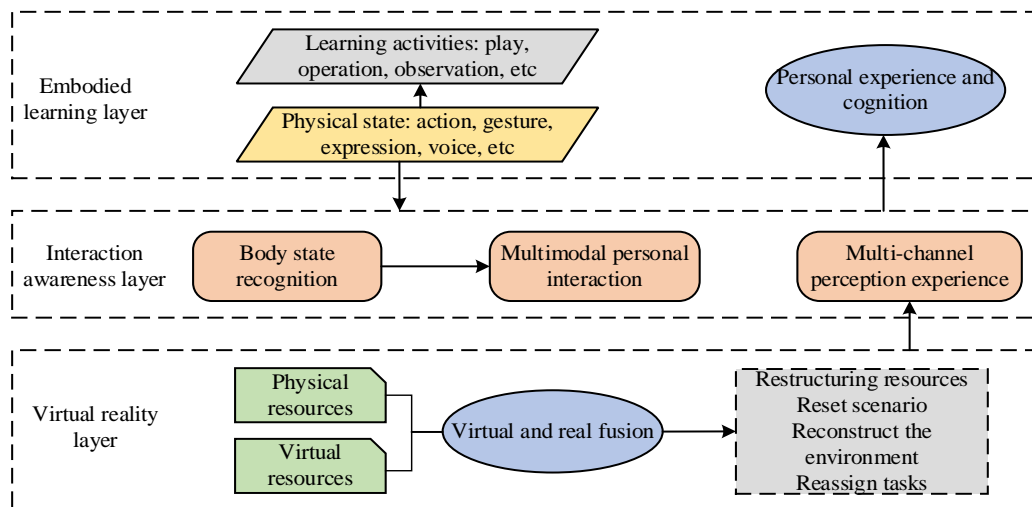 Embodied
learning layer
Learning activities: play,
operation, observation, etc
Physical state: action, gesture,
expression, voice, etc
Personal experience and
cognition
Interaction
awareness layer
Body state
recognition
Multimodal personal
interaction
Multi-channel
perception experience
Virtual reality
layer
Physical
resources
Virtual
resources
Virtual and real fusion
Restructuring resources
Reset scenario
Reconstruct the
environment
Reassign tasks